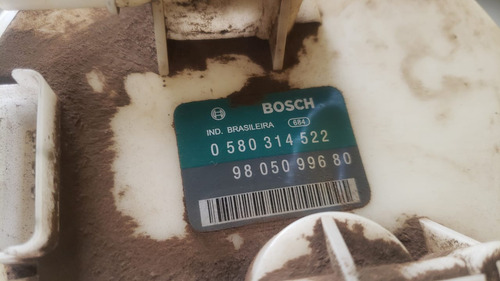 BOSCH
IND. BRASILEIRA 684
0 580 314 522
98 050 996 80